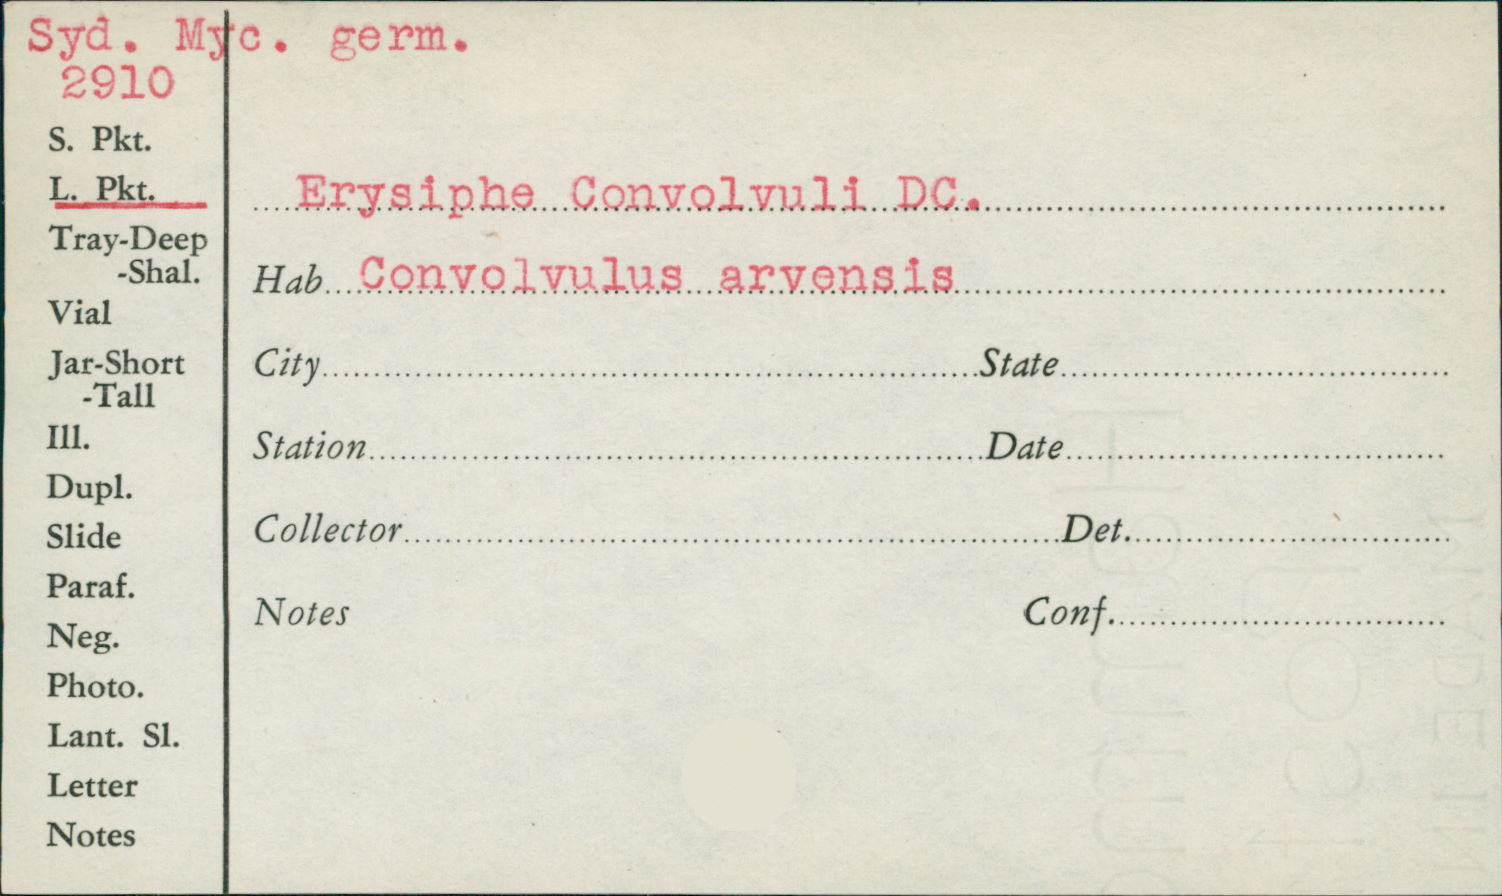 Syd. Myc. germ.
2910
S. Pkt.
L. Pkt.
Tray-Deep
-Shal.
Vial
Jar-Short
-Tall
Ill.
Dupl.
Slide
Paraf.
Neg.
Photo.
Lant. Sl.
Letter
Notes
Erysiphe Convolvuli DC.
Hab Convolvulus arvensis
City State
Station Date
Collector Det.
Notes Conf.